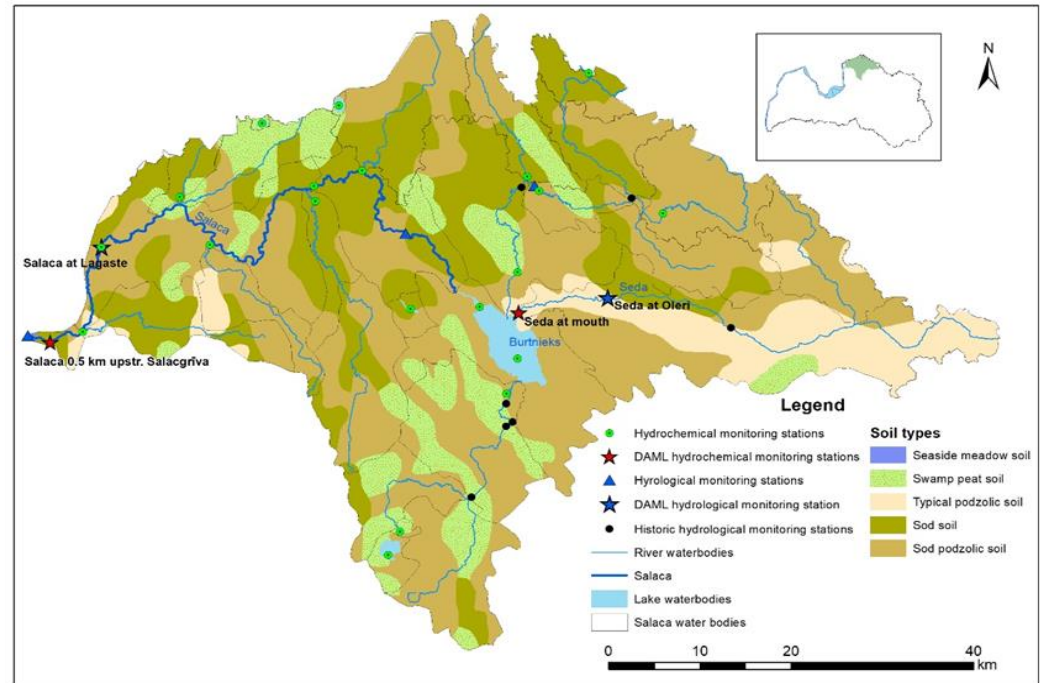 N
Salaca
Salaca at Lagaste
Seda
Seda at Oleri
Seda at mouth
Burtnieks
Salaca 0.5 km upstr. Salacgrīva
Legend
Hydrochemical monitoring stations
DAML hydrochemical monitoring stations
Hyrological monitoring stations
DAML hydrological monitoring station
Historic hydrological monitoring stations
River waterbodies
Salaca
Lake waterbodies
Salaca water bodies
Soil types
Seaside meadow soil
Swamp peat soil
Typical podzolic soil
Sod soil
Sod podzolic soil
0 10 20 40
km